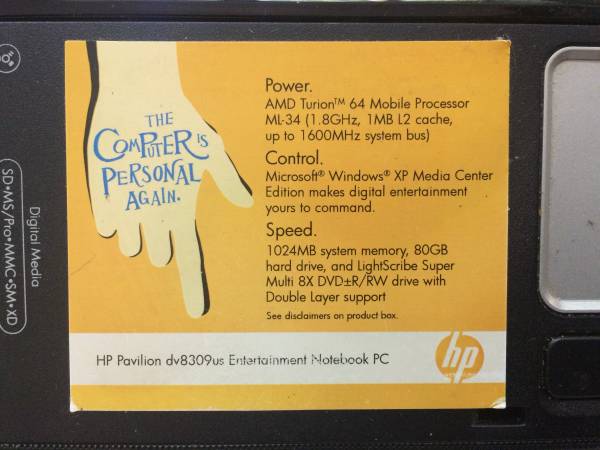 THE
COMPUTER IS
PERSONAL
AGAIN.
Power.
AMD Turion™ 64 Mobile Processor
ML-34 (1.8GHz, 1MB L2 cache,
up to 1600MHz system bus)
Control.
Microsoft® Windows® XP Media Center
Edition makes digital entertainment
yours to command.
Speed.
1024MB system memory, 80GB
hard drive, and LightScribe Super
Multi 8X DVD±R/RW drive with
Double Layer support
See disclaimers on product box.
HP Pavilion dv8309us Entertainment Notebook PC
hp
Digital Media
SD•MS/Pro•MMC•SM•XD